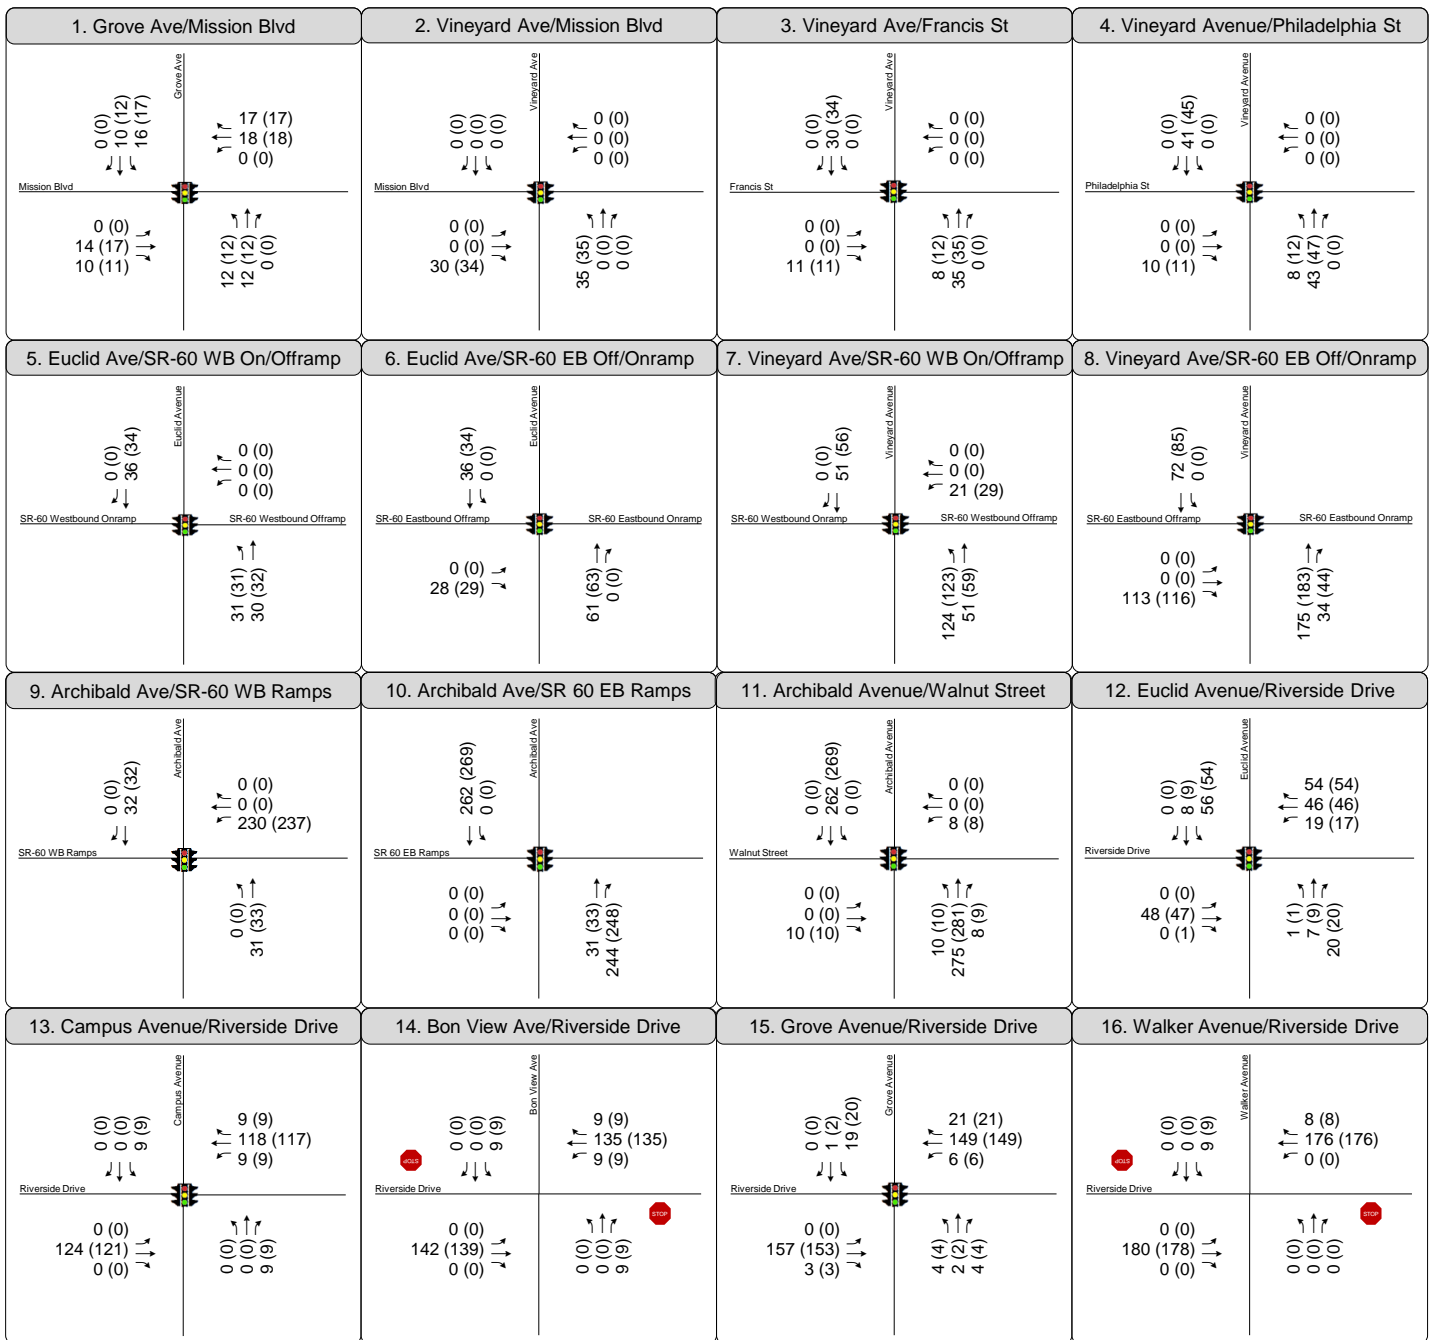 1. Grove Ave/Mission Blvd
Grove Ave
0 (0)
10 (12)
16 (17)
17 (17)
18 (18)
0 (0)
Mission Blvd
0 (0)
14 (17)
10 (11)
12 (12)
12 (12)
0 (0)
2. Vineyard Ave/Mission Blvd
Vineyard Ave
0 (0)
0 (0)
0 (0)
0 (0)
0 (0)
0 (0)
Mission Blvd
0 (0)
0 (0)
30 (34)
35 (35)
0 (0)
0 (0)
3. Vineyard Ave/Francis St
Vineyard Ave
0 (0)
30 (34)
0 (0)
0 (0)
0 (0)
0 (0)
Francis St
0 (0)
0 (0)
11 (11)
8 (12)
35 (35)
0 (0)
4. Vineyard Avenue/Philadelphia St
Vineyard Avenue
0 (0)
41 (45)
0 (0)
0 (0)
0 (0)
0 (0)
Philadelphia St
0 (0)
0 (0)
10 (11)
8 (12)
43 (47)
0 (0)
5. Euclid Ave/SR-60 WB On/Offramp
Euclid Avenue
0 (0)
36 (34)
0 (0)
0 (0)
0 (0)
SR-60 Westbound Onramp
SR-60 Westbound Offramp
31 (31)
30 (32)
6. Euclid Ave/SR-60 EB Off/Onramp
Euclid Avenue
36 (34)
0 (0)
SR-60 Eastbound Offramp
SR-60 Eastbound Onramp
0 (0)
28 (29)
61 (63)
0 (0)
7. Vineyard Ave/SR-60 WB On/Offramp
Vineyard Avenue
0 (0)
51 (56)
0 (0)
0 (0)
21 (29)
SR-60 Westbound Onramp
SR-60 Westbound Offramp
124 (123)
51 (59)
8. Vineyard Ave/SR-60 EB Off/Onramp
Vineyard Avenue
72 (85)
0 (0)
SR-60 Eastbound Offramp
SR-60 Eastbound Onramp
0 (0)
0 (0)
113 (116)
175 (183)
34 (44)
9. Archibald Ave/SR-60 WB Ramps
Archibald Ave
0 (0)
32 (32)
0 (0)
0 (0)
230 (237)
SR-60 WB Ramps
0 (0)
31 (33)
10. Archibald Ave/SR 60 EB Ramps
Archibald Ave
262 (269)
0 (0)
SR 60 EB Ramps
0 (0)
0 (0)
0 (0)
31 (33)
244 (248)
11. Archibald Avenue/Walnut Street
Archibald Avenue
0 (0)
262 (269)
0 (0)
0 (0)
0 (0)
8 (8)
Walnut Street
0 (0)
0 (0)
10 (10)
10 (10)
275 (281)
8 (9)
12. Euclid Avenue/Riverside Drive
Euclid Avenue
0 (0)
8 (9)
56 (54)
54 (54)
46 (46)
19 (17)
Riverside Drive
0 (0)
48 (47)
0 (1)
1 (1)
7 (9)
20 (20)
13. Campus Avenue/Riverside Drive
Campus Avenue
0 (0)
0 (0)
9 (9)
9 (9)
118 (117)
9 (9)
Riverside Drive
0 (0)
124 (121)
0 (0)
0 (0)
0 (0)
9 (9)
14. Bon View Ave/Riverside Drive
Bon View Ave
0 (0)
0 (0)
9 (9)
9 (9)
135 (135)
9 (9)
STOP
Riverside Drive
STOP
0 (0)
142 (139)
0 (0)
0 (0)
0 (0)
9 (9)
15. Grove Avenue/Riverside Drive
Grove Avenue
0 (0)
1 (2)
19 (20)
21 (21)
149 (149)
6 (6)
Riverside Drive
0 (0)
157 (153)
3 (3)
4 (4)
2 (2)
4 (4)
16. Walker Avenue/Riverside Drive
Walker Avenue
0 (0)
0 (0)
9 (9)
8 (8)
176 (176)
0 (0)
STOP
Riverside Drive
STOP
0 (0)
180 (178)
0 (0)
0 (0)
0 (0)
0 (0)